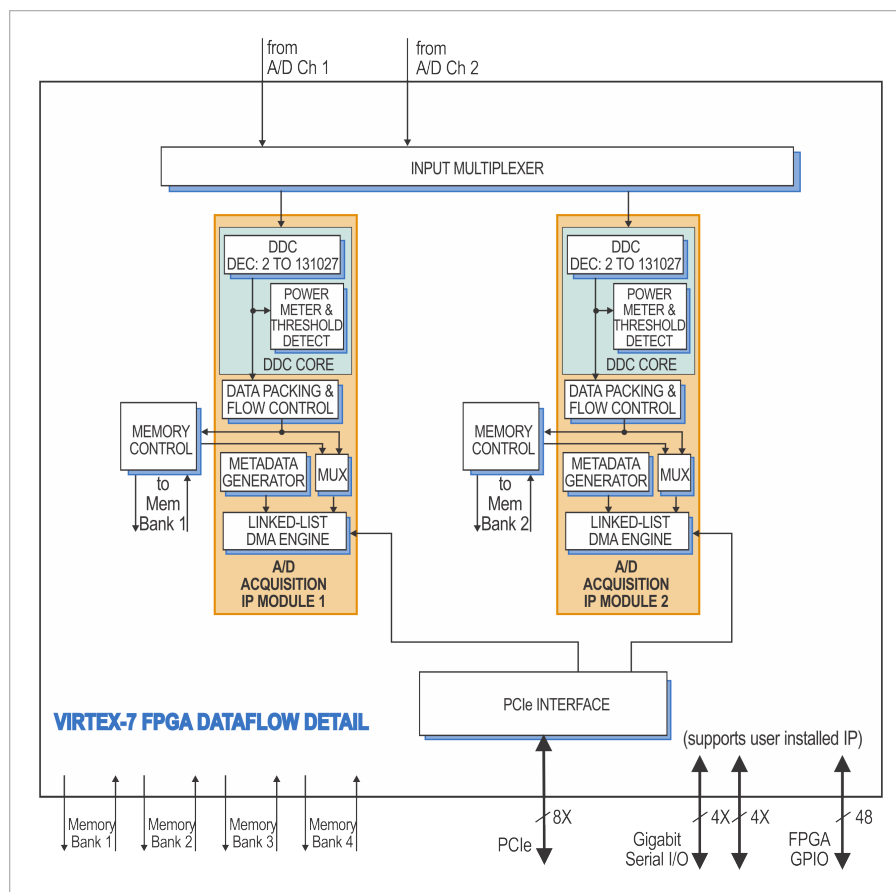 from
A/D Ch 1
from
A/D Ch 2
INPUT MULTIPLEXER
DDC
DEC: 2 TO 131027
POWER
METER &
THRESHOLD
DETECT
DDC CORE
DATA PACKING &
FLOW CONTROL
MEMORY
CONTROL
to
Mem
Bank 1
METADATA
GENERATOR
MUX
LINKED-LIST
DMA ENGINE
A/D
ACQUISITION
IP MODULE 1
DDC
DEC: 2 TO 131027
POWER
METER &
THRESHOLD
DETECT
DDC CORE
DATA PACKING &
FLOW CONTROL
MEMORY
CONTROL
to
Mem
Bank 2
METADATA
GENERATOR
MUX
LINKED-LIST
DMA ENGINE
A/D
ACQUISITION
IP MODULE 2
PCIe INTERFACE
VIRTEX-7 FPGA DATAFLOW DETAIL
(supports user installed IP)
Memory
Bank 1
Memory
Bank 2
Memory
Bank 3
Memory
Bank 4
8X
PCIe
4X
4X
Gigabit
Serial I/O
48
FPGA
GPIO